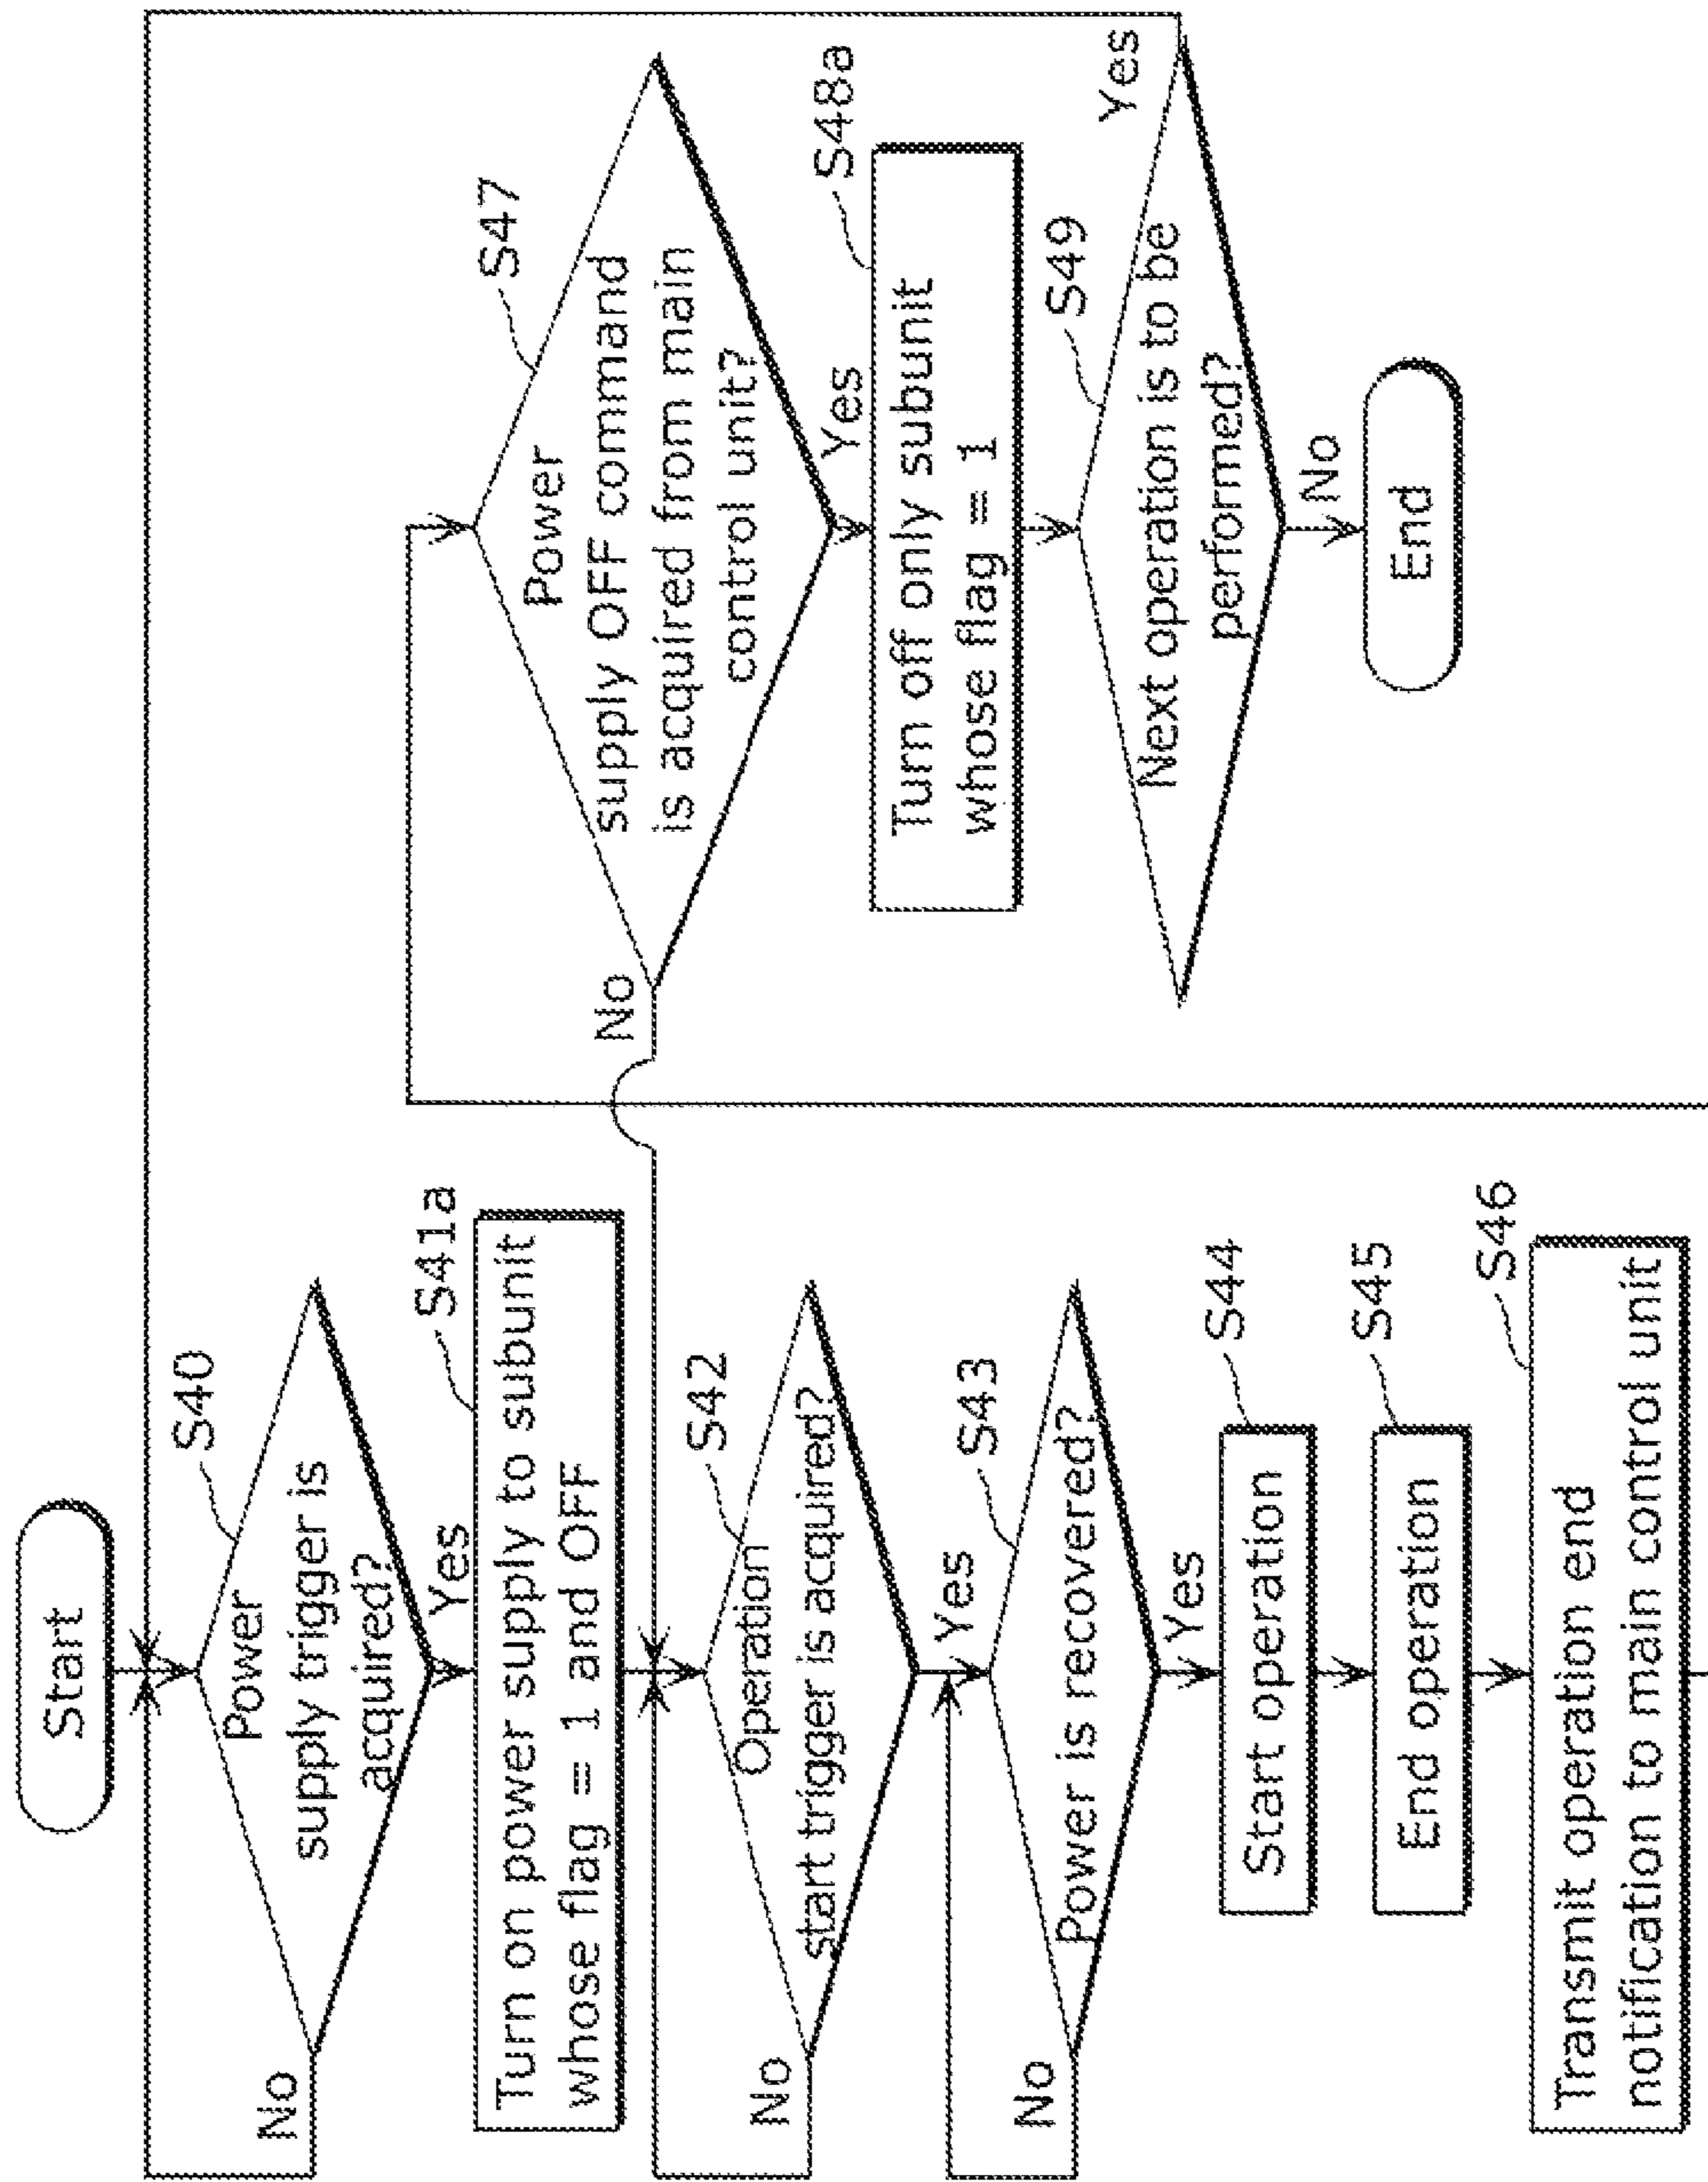 Start
S40
Power
supply trigger is
acquired?
No
Yes
S41a
Turn on power supply to subunit
whose flag = 1 and OFF
S42
Operation
start trigger is acquired?
No
Yes
S43
Power is recovered?
No
Yes
S44
Start operation
S45
End operation
S46
Transmit operation end
notification to main control unit
S47
Power
supply OFF command
is acquired from main
control unit?
No
Yes
S48a
Turn off only subunit
whose flag = 1
S49
Next operation is to be
performed?
Yes
No
End